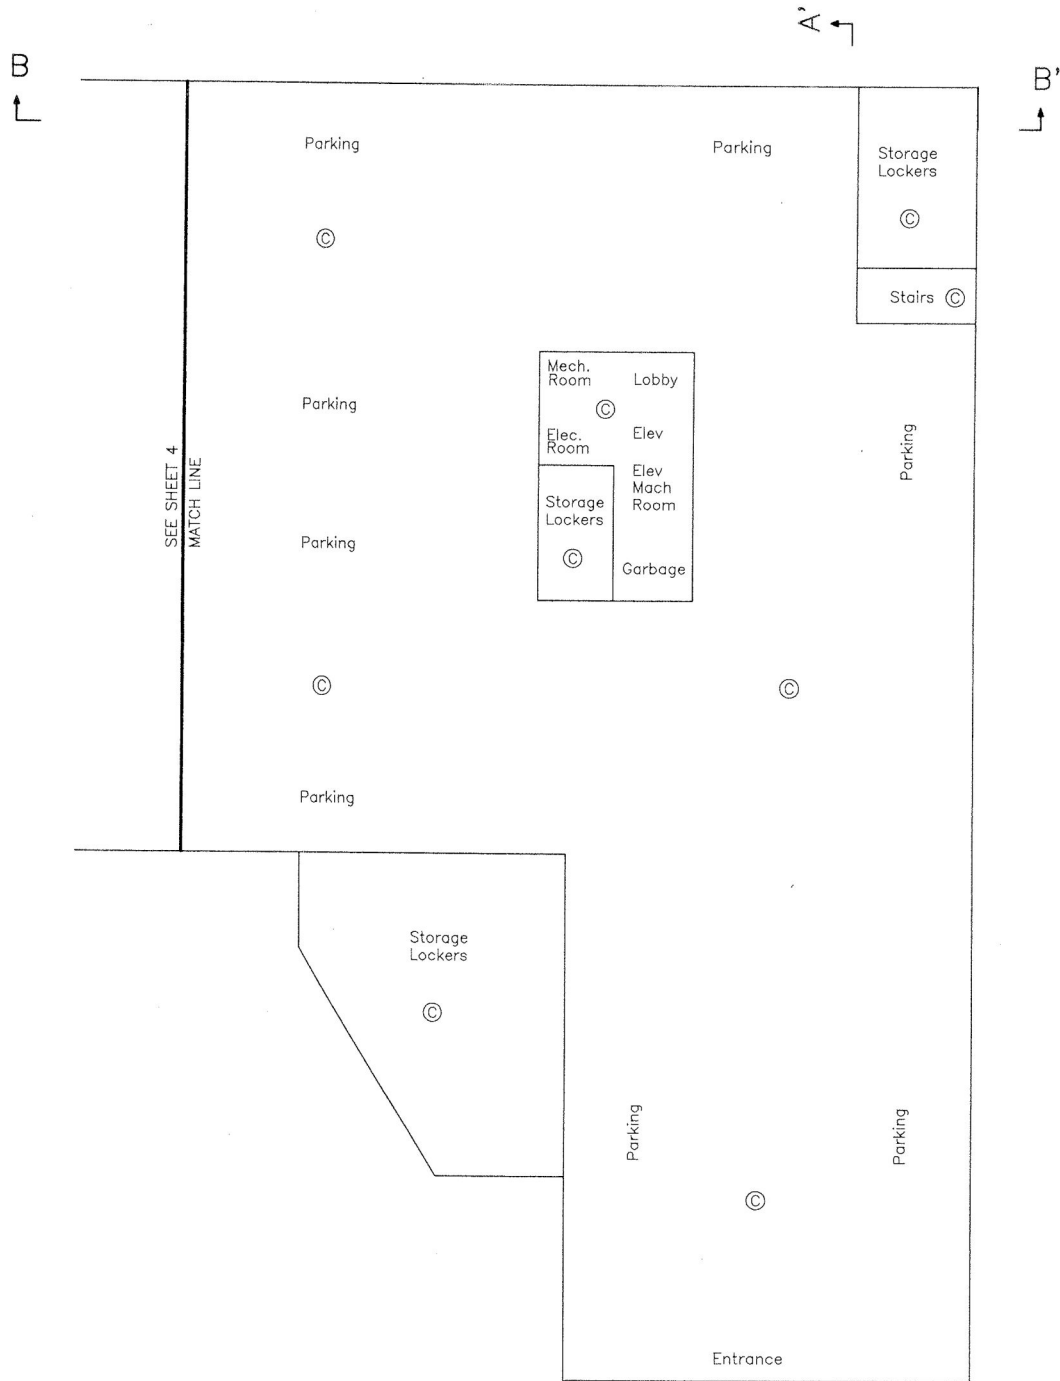 A'
B
B'
Parking
Parking
Storage
Lockers
©
©
Stairs ©
Mech.
Room
Lobby
©
Elec.
Room
Elev
Elev
Mach
Room
Storage
Lockers
©
Garbage
Parking
Parking
SEE SHEET 4
MATCH LINE
Parking
©
©
Parking
Storage
Lockers
©
Parking
Parking
©
Entrance